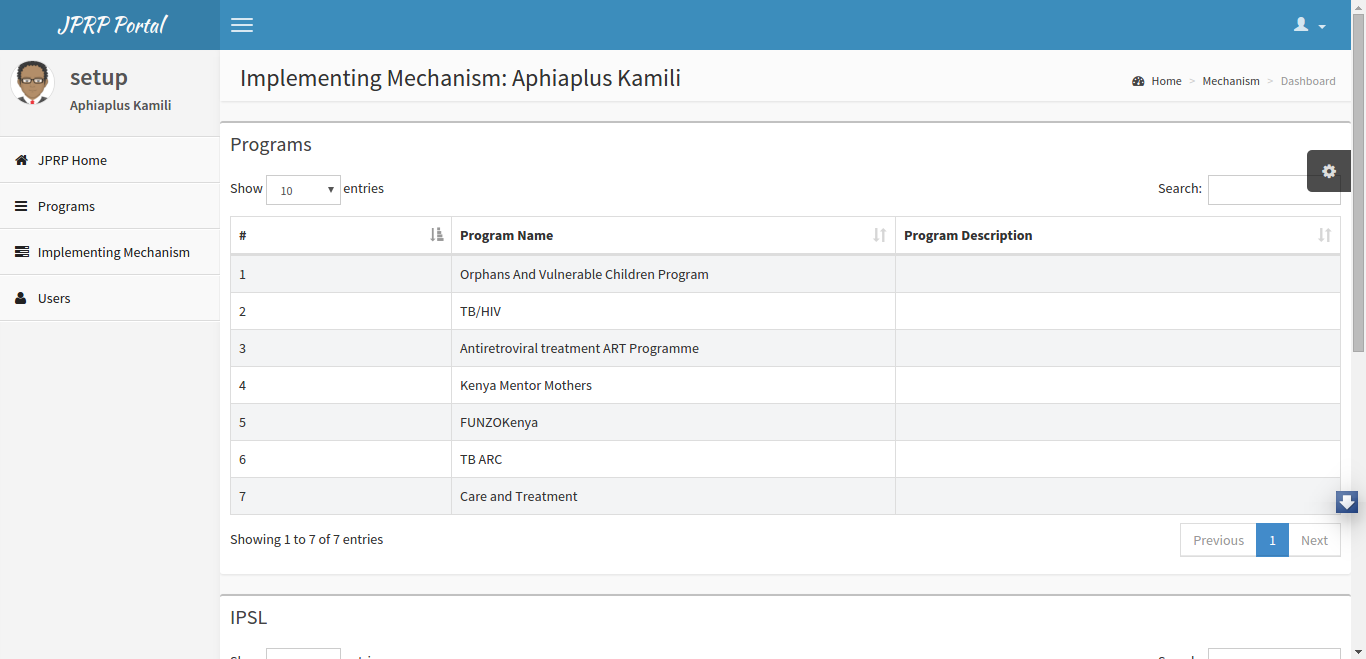 JPRP Portal
setup
Aphiaplus Kamili
JPRP Home
Programs
Implementing Mechanism
Users
Implementing Mechanism: Aphiaplus Kamili
Home > Mechanism > Dashboard
Programs
Show 10 entries
Search:
# Program Name Program Description
1 Orphans And Vulnerable Children Program
2 TB/HIV
3 Antiretroviral treatment ART Programme
4 Kenya Mentor Mothers
5 FUNZOKenya
6 TB ARC
7 Care and Treatment
Showing 1 to 7 of 7 entries
Previous 1 Next
IPSL